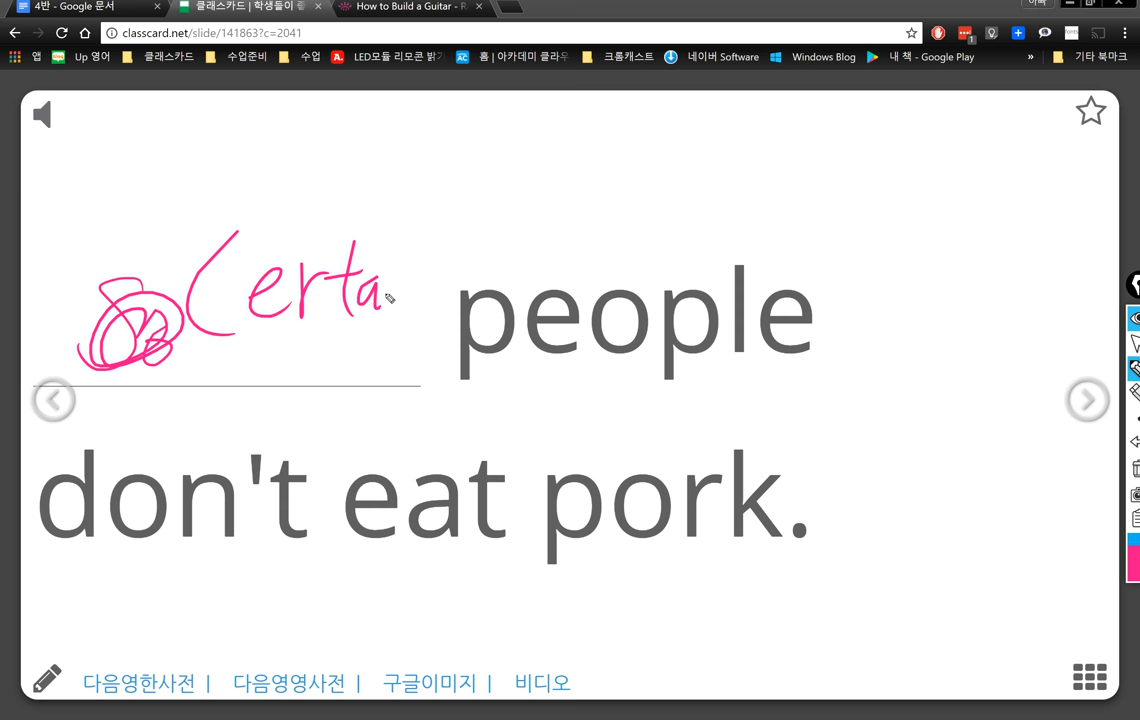 4반 - Google 문서
클래스카드 | 학생들이 즐
How to Build a Guitar - R
classcard.net/slide/141863?c=2041
앱 Up 영어 클래스카드 수업준비 수업 LED모듈 리모콘 밝기 홈 | 아카데미 클라우 크롬캐스트 네이버 Software Windows Blog 내 책 - Google Play » 기타 북마크
Certa people
don't eat pork.
다음영한사전 | 다음영영사전 | 구글이미지 | 비디오